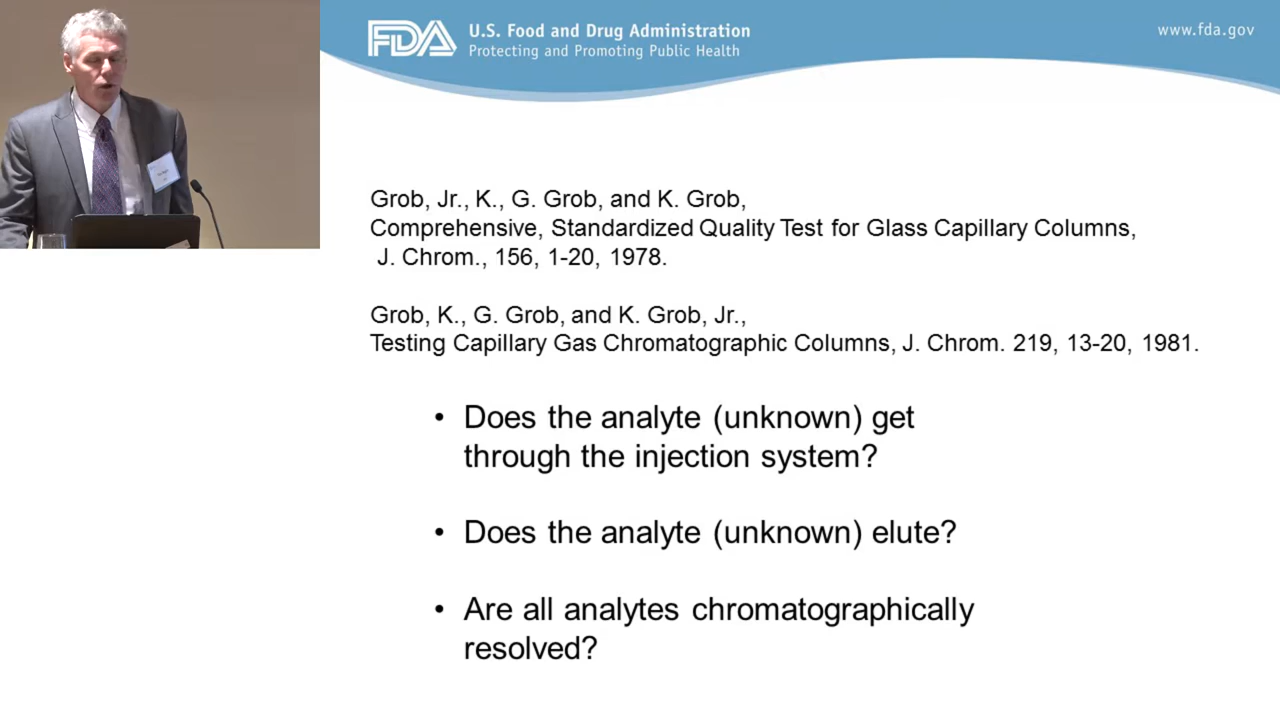 FDA
U.S. Food and Drug Administration
Protecting and Promoting Public Health
www.fda.gov
Grob, Jr., K., G. Grob, and K. Grob,
Comprehensive, Standardized Quality Test for Glass Capillary Columns,
J. Chrom., 156, 1-20, 1978.
Grob, K., G. Grob, and K. Grob, Jr.,
Testing Capillary Gas Chromatographic Columns, J. Chrom. 219, 13-20, 1981.
• Does the analyte (unknown) get
through the injection system?
• Does the analyte (unknown) elute?
• Are all analytes chromatographically
resolved?